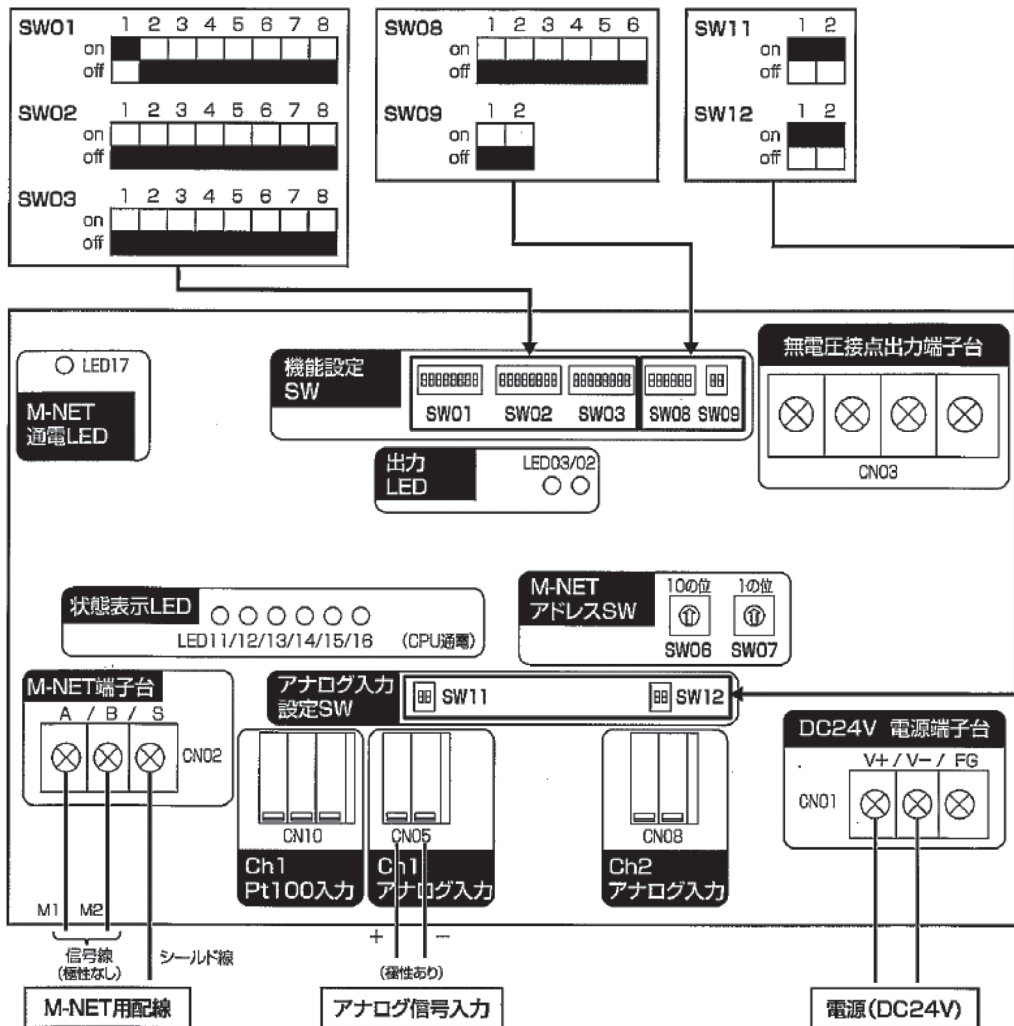 SW01 1 2 3 4 5 6 7 8
on
off
SW02 1 2 3 4 5 6 7 8
on
off
SW03 1 2 3 4 5 6 7 8
on
off
SW08 1 2 3 4 5 6
on
off
SW09 1 2
on
off
SW11 1 2
on
off
SW12 1 2
on
off
LED17
M-NET
通電LED
機能設定
SW
SW01 SW02 SW03 SW08 SW09
出力
LED
LED03/02
無電圧接点出力端子台
CN03
状態表示LED
LED11/12/13/14/15/16 (CPU通電)
M-NET
アドレスSW
10の位 1の位
SW06 SW07
M-NET端子台
A / B / S
CN02
アナログ入力
設定SW
SW11 SW12
CN10
Ch1
Pt100入力
CN05
Ch1
アナログ入力
CN08
Ch2
アナログ入力
DC24V 電源端子台
V+ / V- / FG
CN01
M1 M2
信号線
(極性なし)
シールド線
+ −
(極性あり)
M-NET用配線
アナログ信号入力
電源(DC24V)